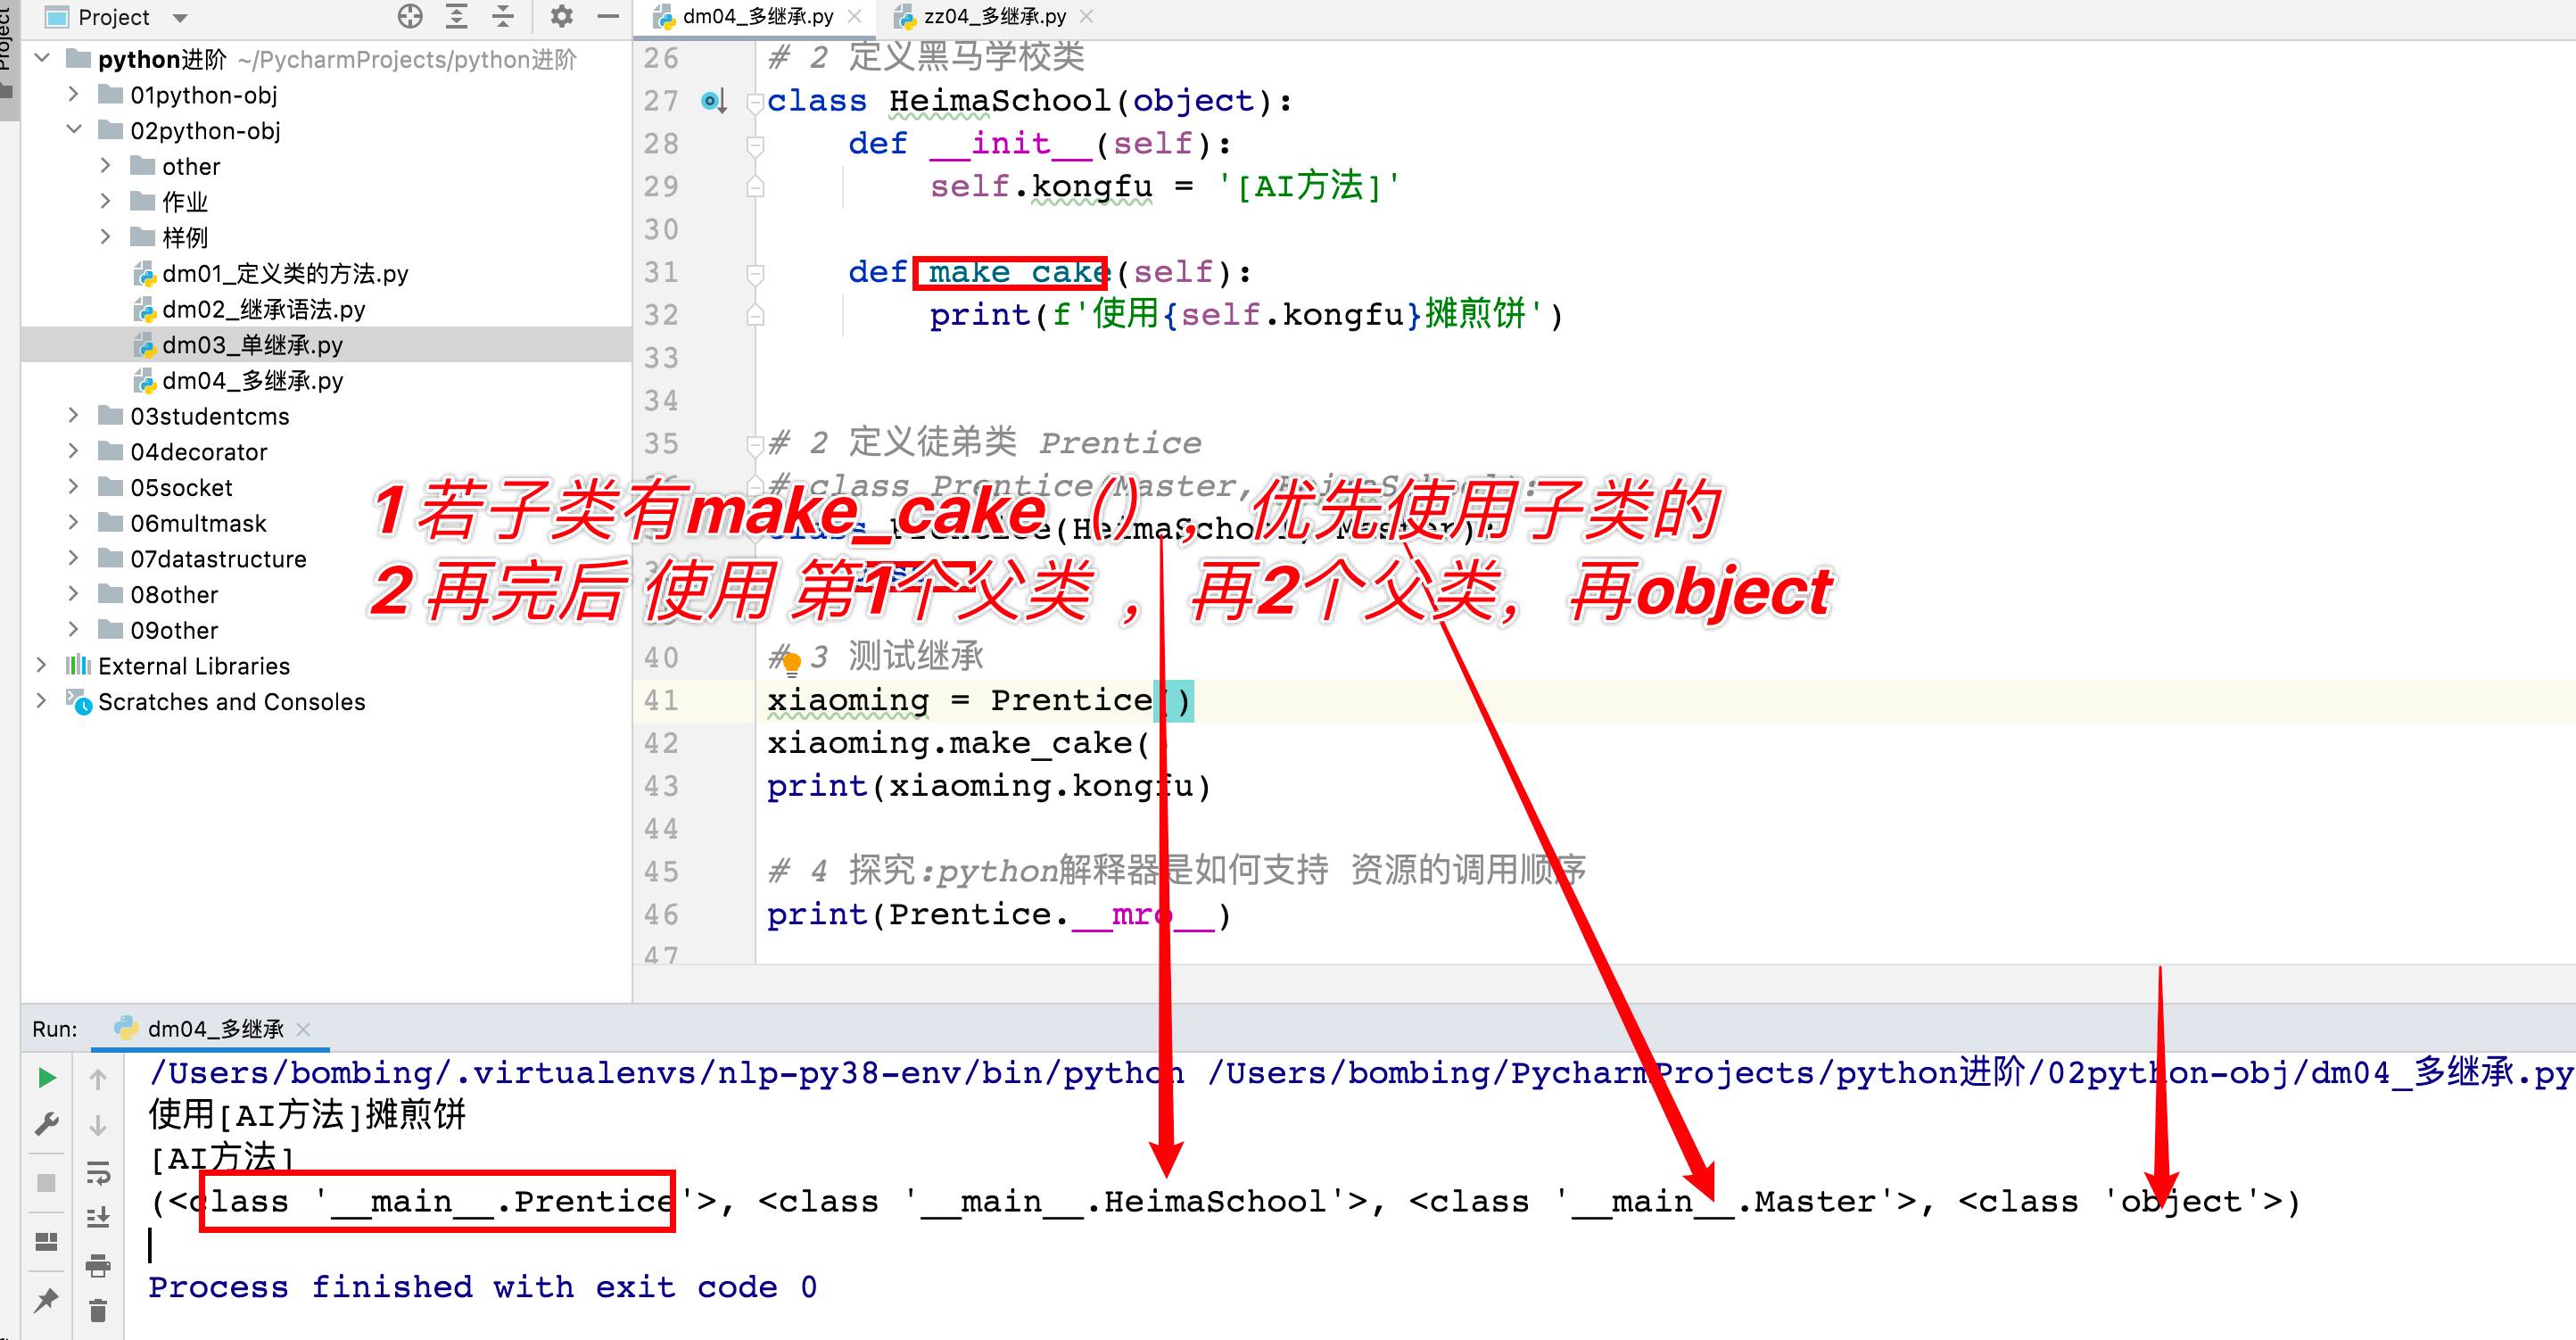 Project
Project
dm04_多继承.py
zz04_多继承.py
python进阶 ~/PycharmProjects/python进阶
01python-obj
02python-obj
other
作业
样例
dm01_定义类的方法.py
dm02_继承语法.py
dm03_单继承.py
dm04_多继承.py
03studentcms
04decorator
05socket
06multmask
07datastructure
08other
09other
External Libraries
Scratches and Consoles
26 # 2 定义黑马学校类
27 class HeimaSchool(object):
28 def __init__(self):
29 self.kongfu = '[AI方法]'
30
31 def make_cake(self):
32 print(f'使用{self.kongfu}摊煎饼')
33
34
35 # 2 定义徒弟类 Prentice
# class Prentice(Master, HeimaSchool):
1 若子类有make_cake（），优先使用子类的
class Prentice(HeimaSchool, Master):
2 再完后 使用 第1个父类 ， 再2个父类， 再object
40 # 3 测试继承
41 xiaoming = Prentice()
42 xiaoming.make_cake(
43 print(xiaoming.kongfu)
44
45 # 4 探究:python解释器是如何支持 资源的调用顺序
46 print(Prentice.__mro__)
47
Run: dm04_多继承
/Users/bombing/.virtualenvs/nlp-py38-env/bin/python /Users/bombing/PycharmProjects/python进阶/02python-obj/dm04_多继承.py
使用[AI方法]摊煎饼
[AI方法]
(<class '__main__.Prentice'>, <class '__main__.HeimaSchool'>, <class '__main__.Master'>, <class 'object'>)
Process finished with exit code 0